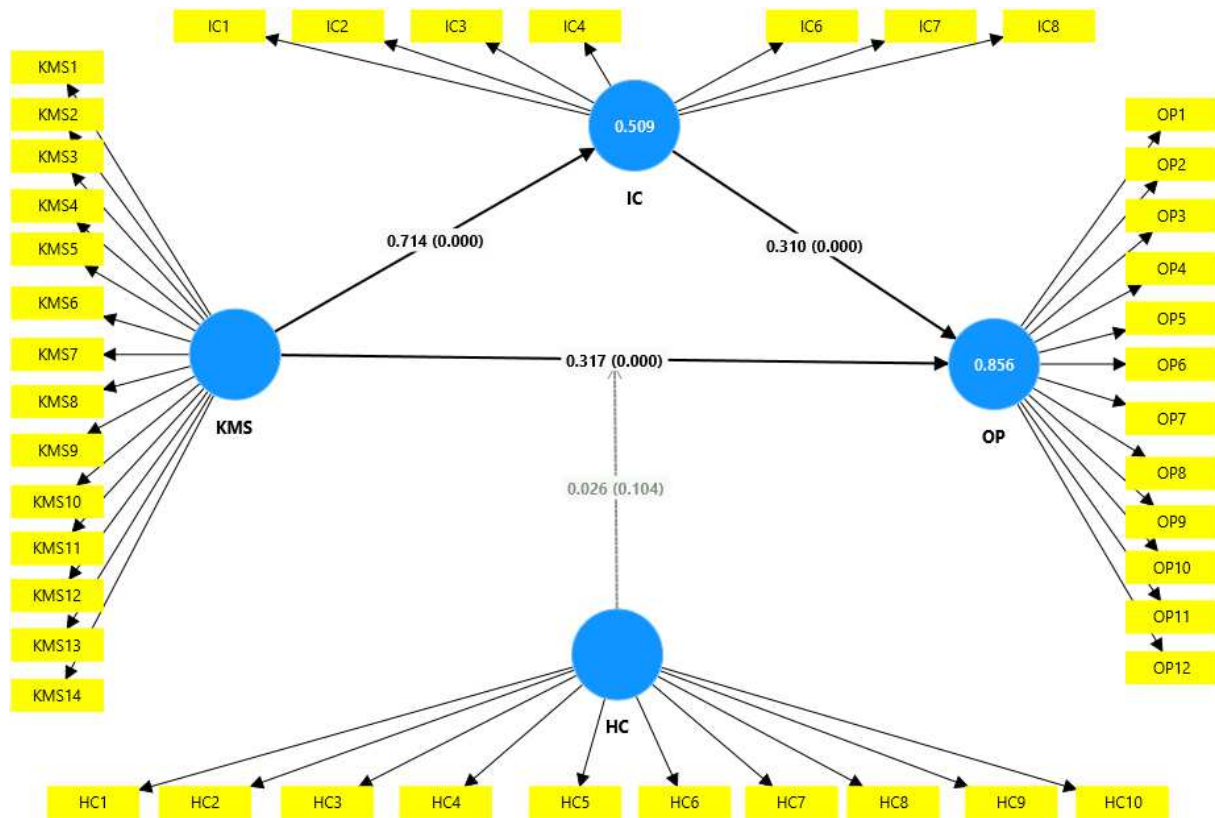 IC1
IC2
IC3
IC4
IC6
IC7
IC8
KMS1
KMS2
KMS3
KMS4
KMS5
KMS6
KMS7
KMS8
KMS9
KMS10
KMS11
KMS12
KMS13
KMS14
0.509
IC
0.714 (0.000)
0.310 (0.000)
KMS
0.317 (0.000)
0.856
OP
0.026 (0.104)
OP1
OP2
OP3
OP4
OP5
OP6
OP7
OP8
OP9
OP10
OP11
OP12
HC
HC1
HC2
HC3
HC4
HC5
HC6
HC7
HC8
HC9
HC10